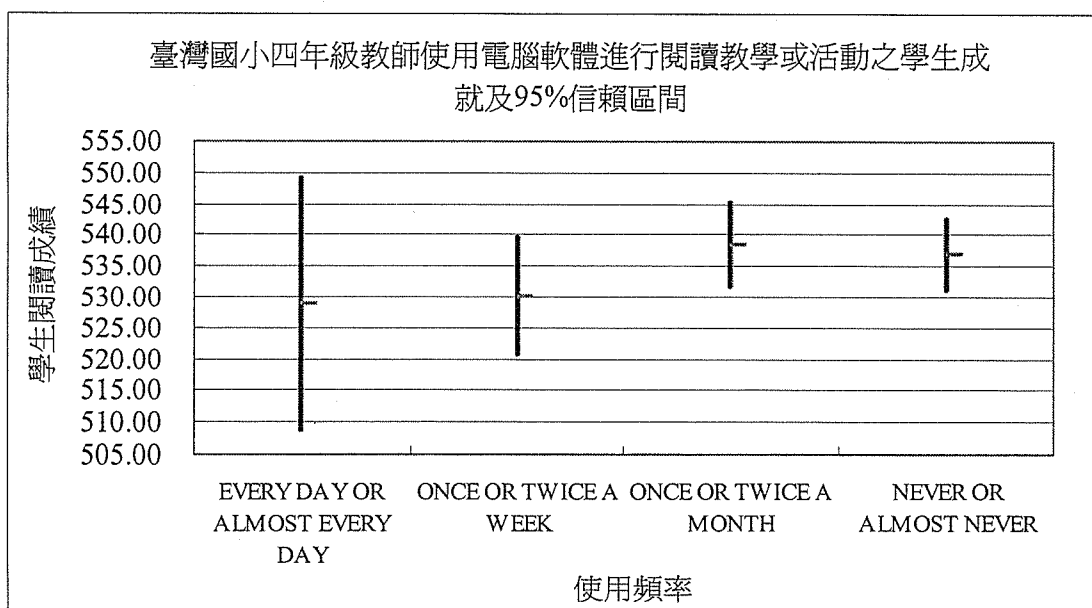 臺灣國小四年級教師使用電腦軟體進行閱讀教學或活動之學生成
就及95%信賴區間
學生閱讀成績
555.00
550.00
545.00
540.00
535.00
530.00
525.00
520.00
515.00
510.00
505.00
EVERY DAY OR
ALMOST EVERY
DAY
ONCE OR TWICE A
WEEK
ONCE OR TWICE A
MONTH
NEVER OR
ALMOST NEVER
使用頻率